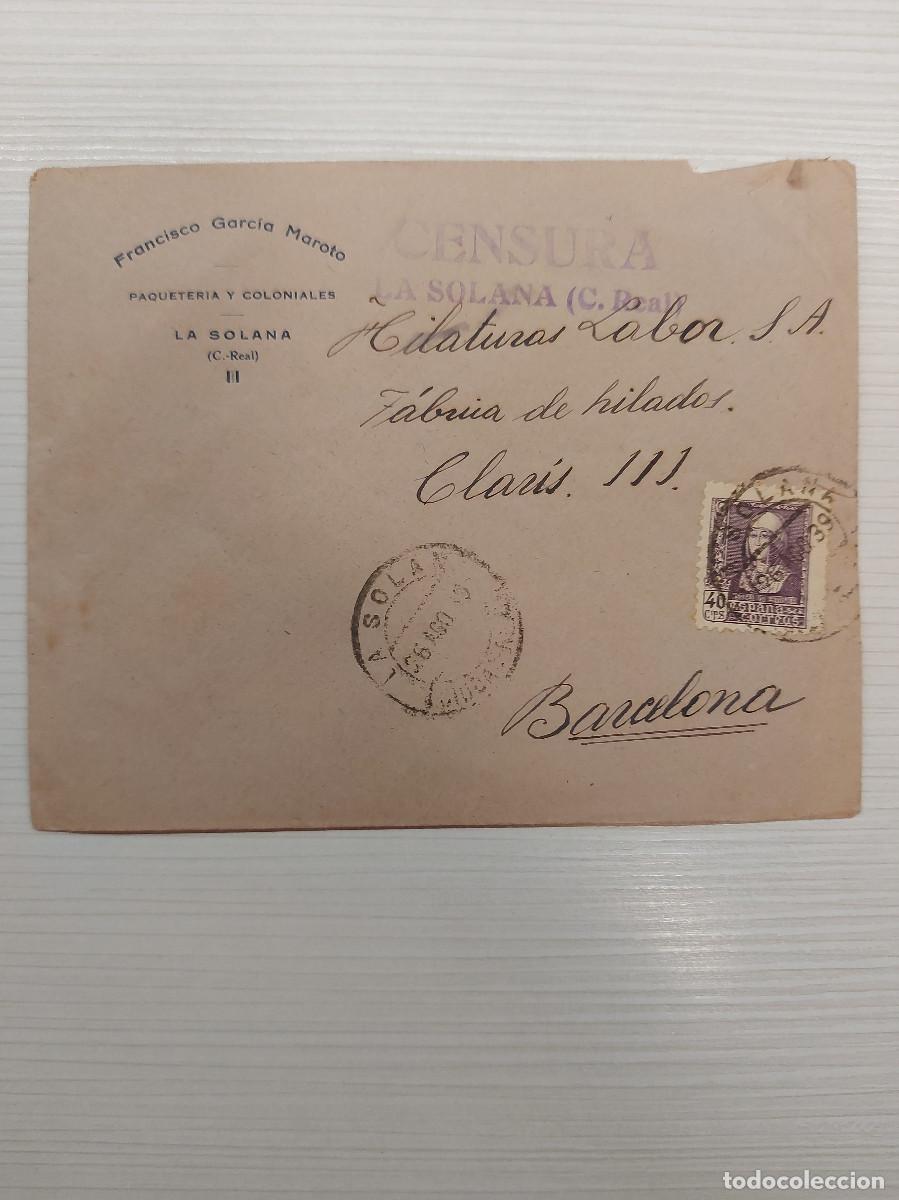 Francisco García Maroto
PAQUETERIA Y COLONIALES
LA SOLANA
(C.-Real)
CENSURA
LA SOLANA (C. Real)
Hilaturas Labor. S. A.
Fábrica de hilados.
Claris. 111.
40
CTS
ESPAÑA
CORREOS
LA SOLANA
Barcelona
todocoleccion